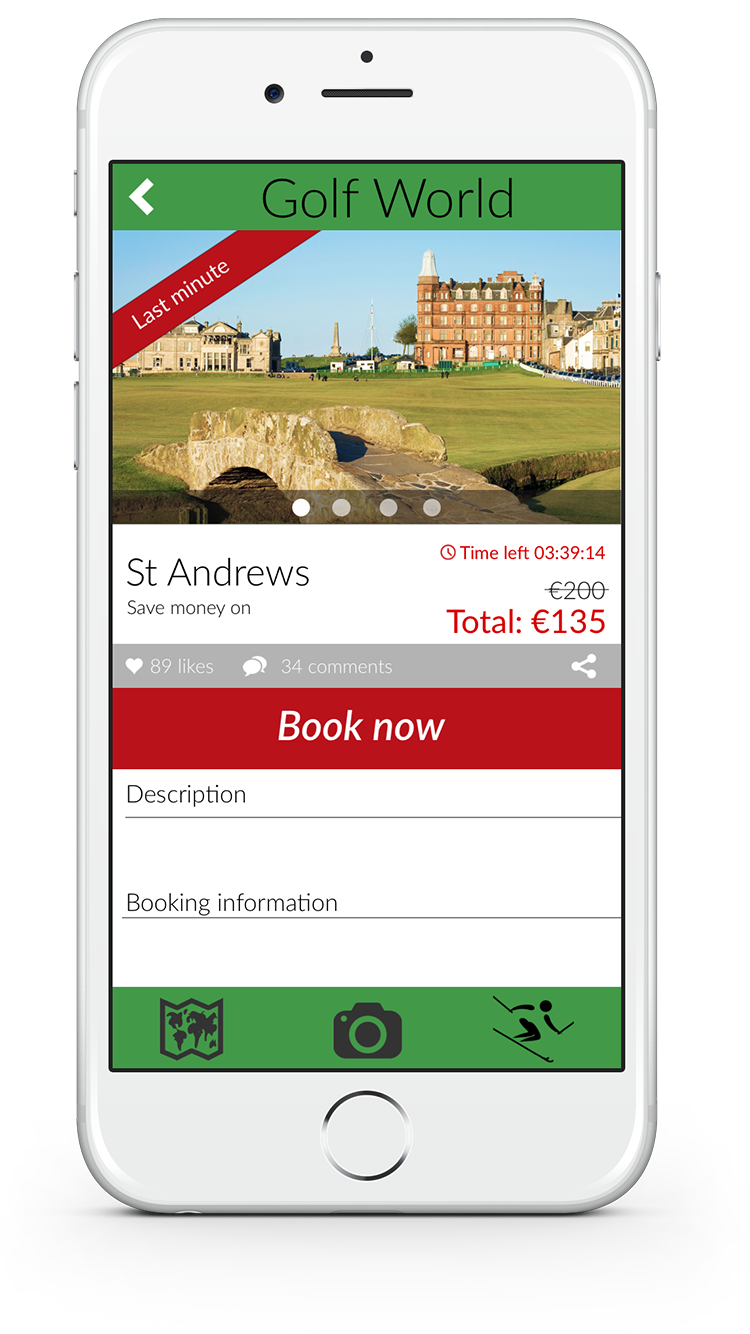 Golf World
Last minute
Time left 03:39:14
St Andrews
€200
Save money on
Total: €135
89 likes
34 comments
Book now
Description
Booking information